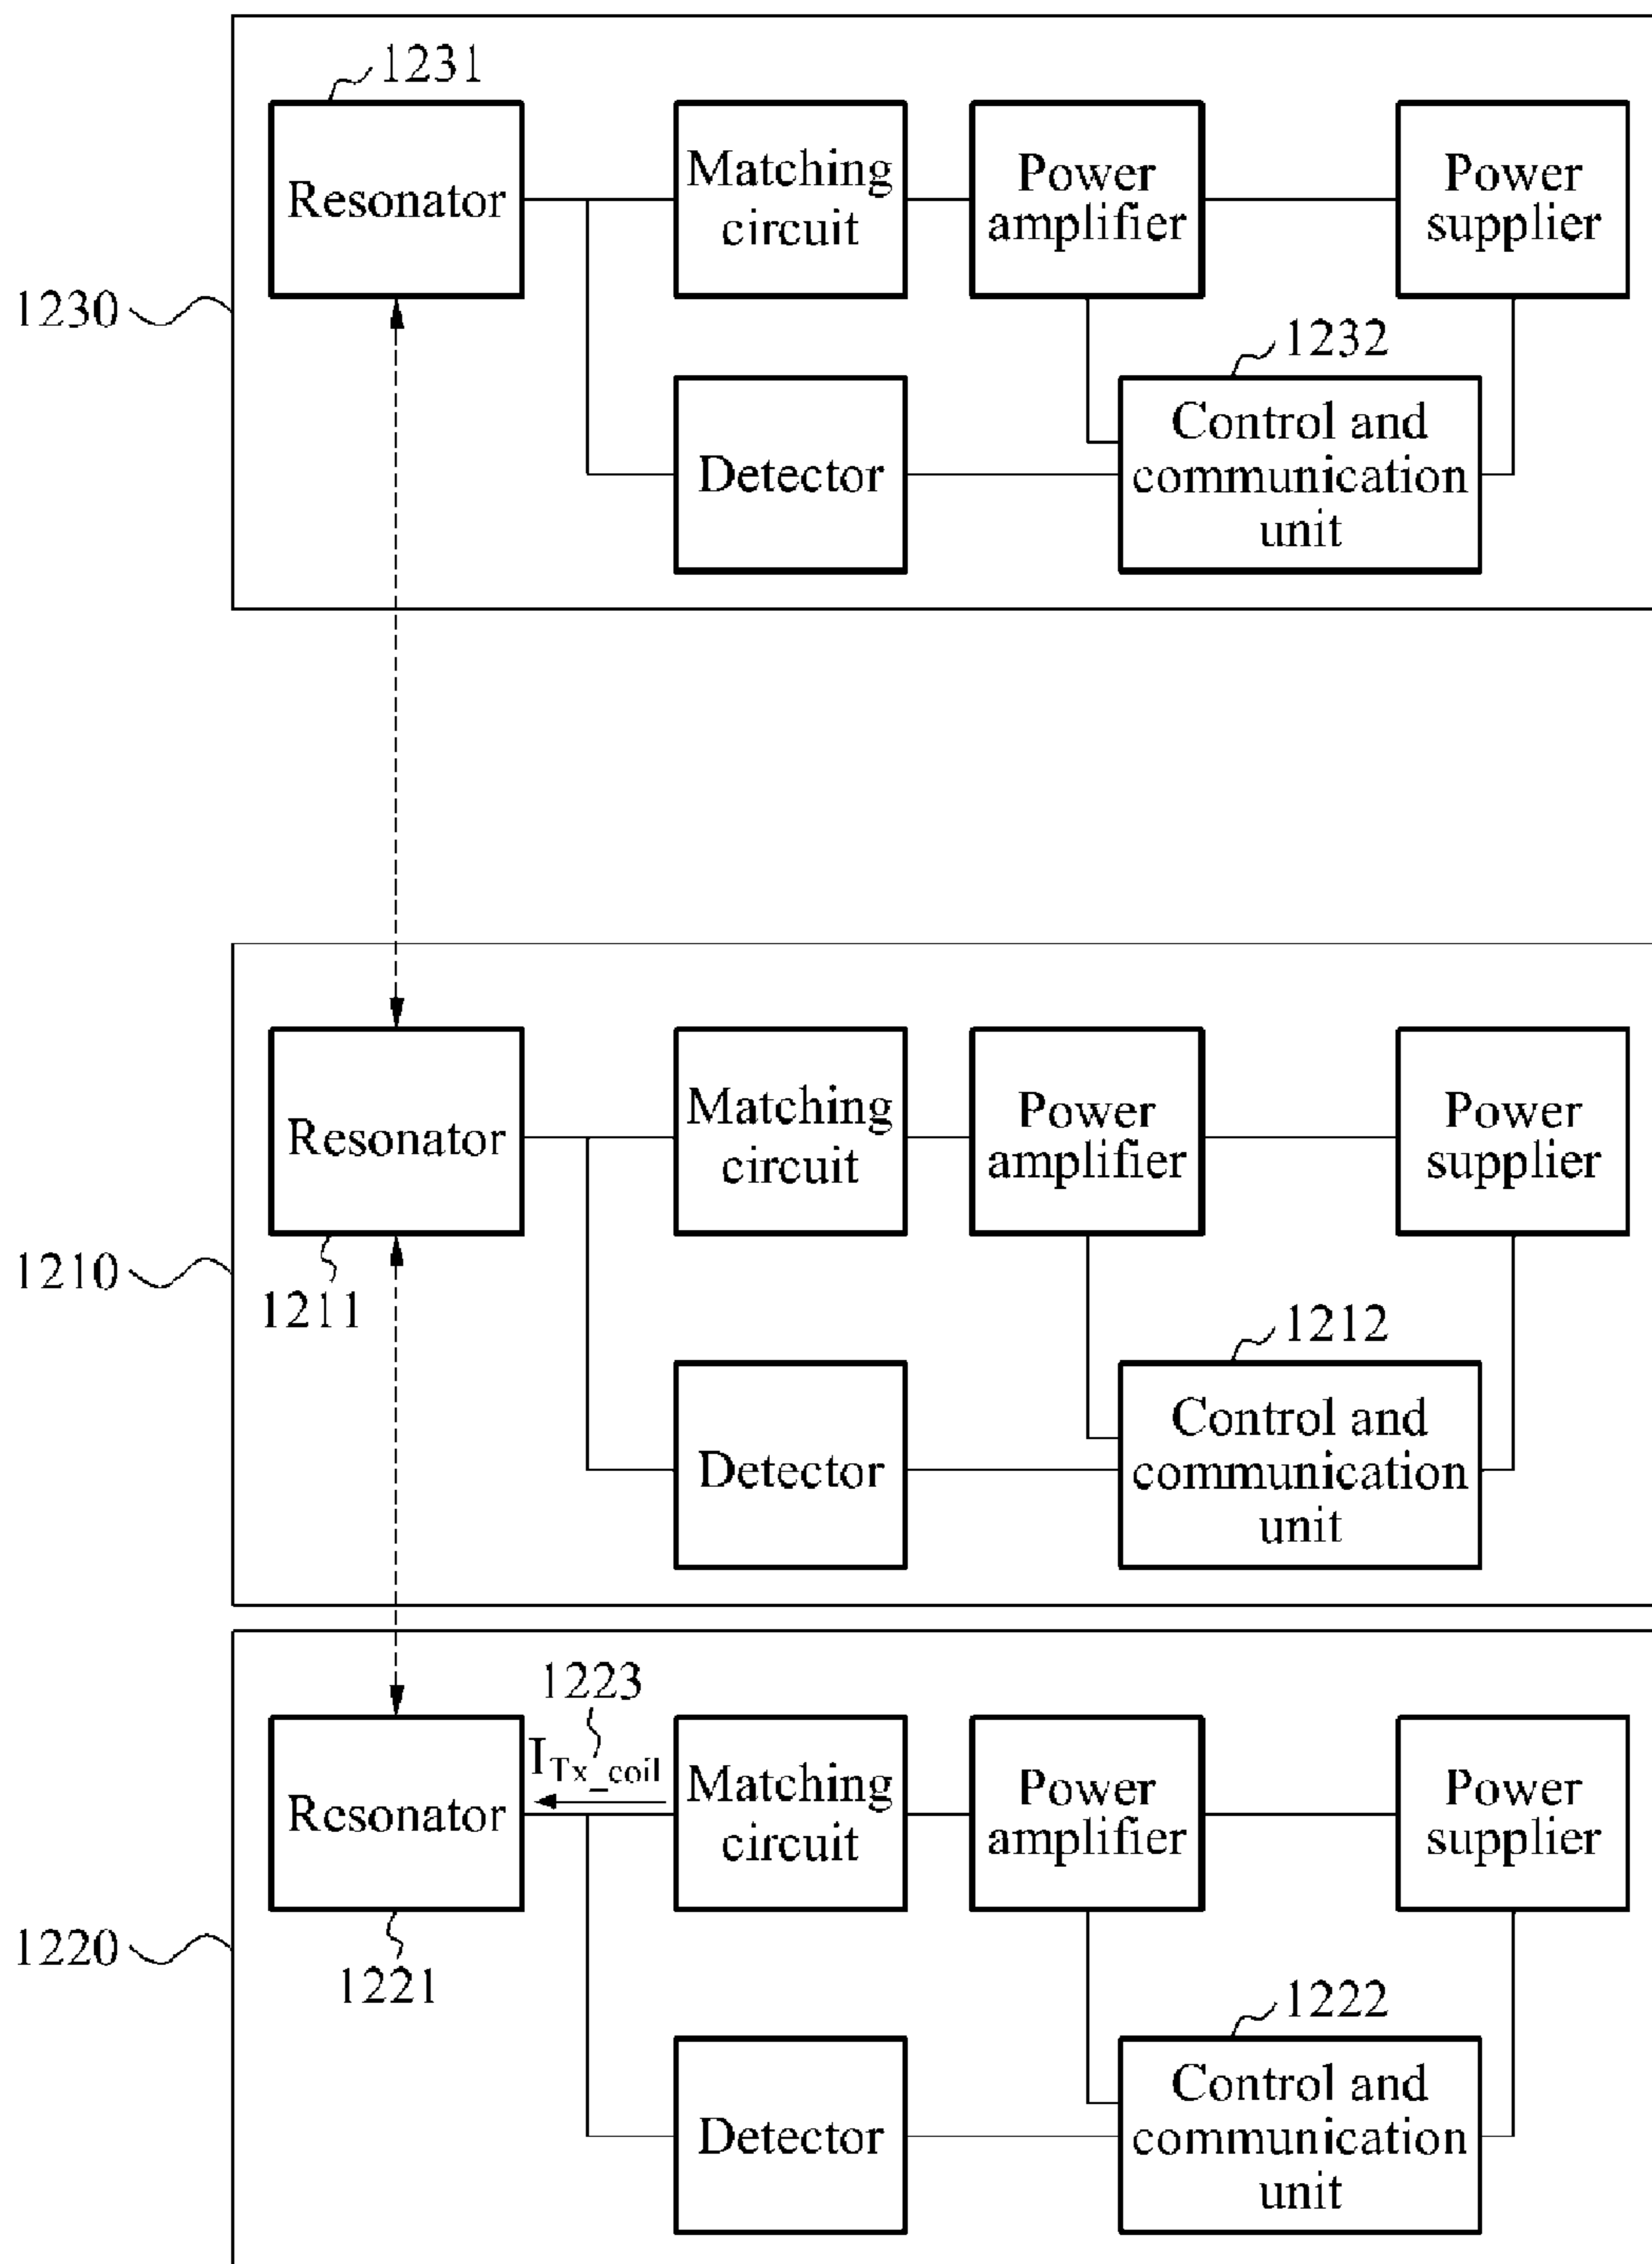 1231
Resonator
Matching
circuit
Power
amplifier
Power
supplier
1230
1232
Detector
Control and
communication
unit
Resonator
Matching
circuit
Power
amplifier
Power
supplier
1210
1211
1212
Detector
Control and
communication
unit
1223
I_Tx_coil
Resonator
Matching
circuit
Power
amplifier
Power
supplier
1220
1221
1222
Detector
Control and
communication
unit